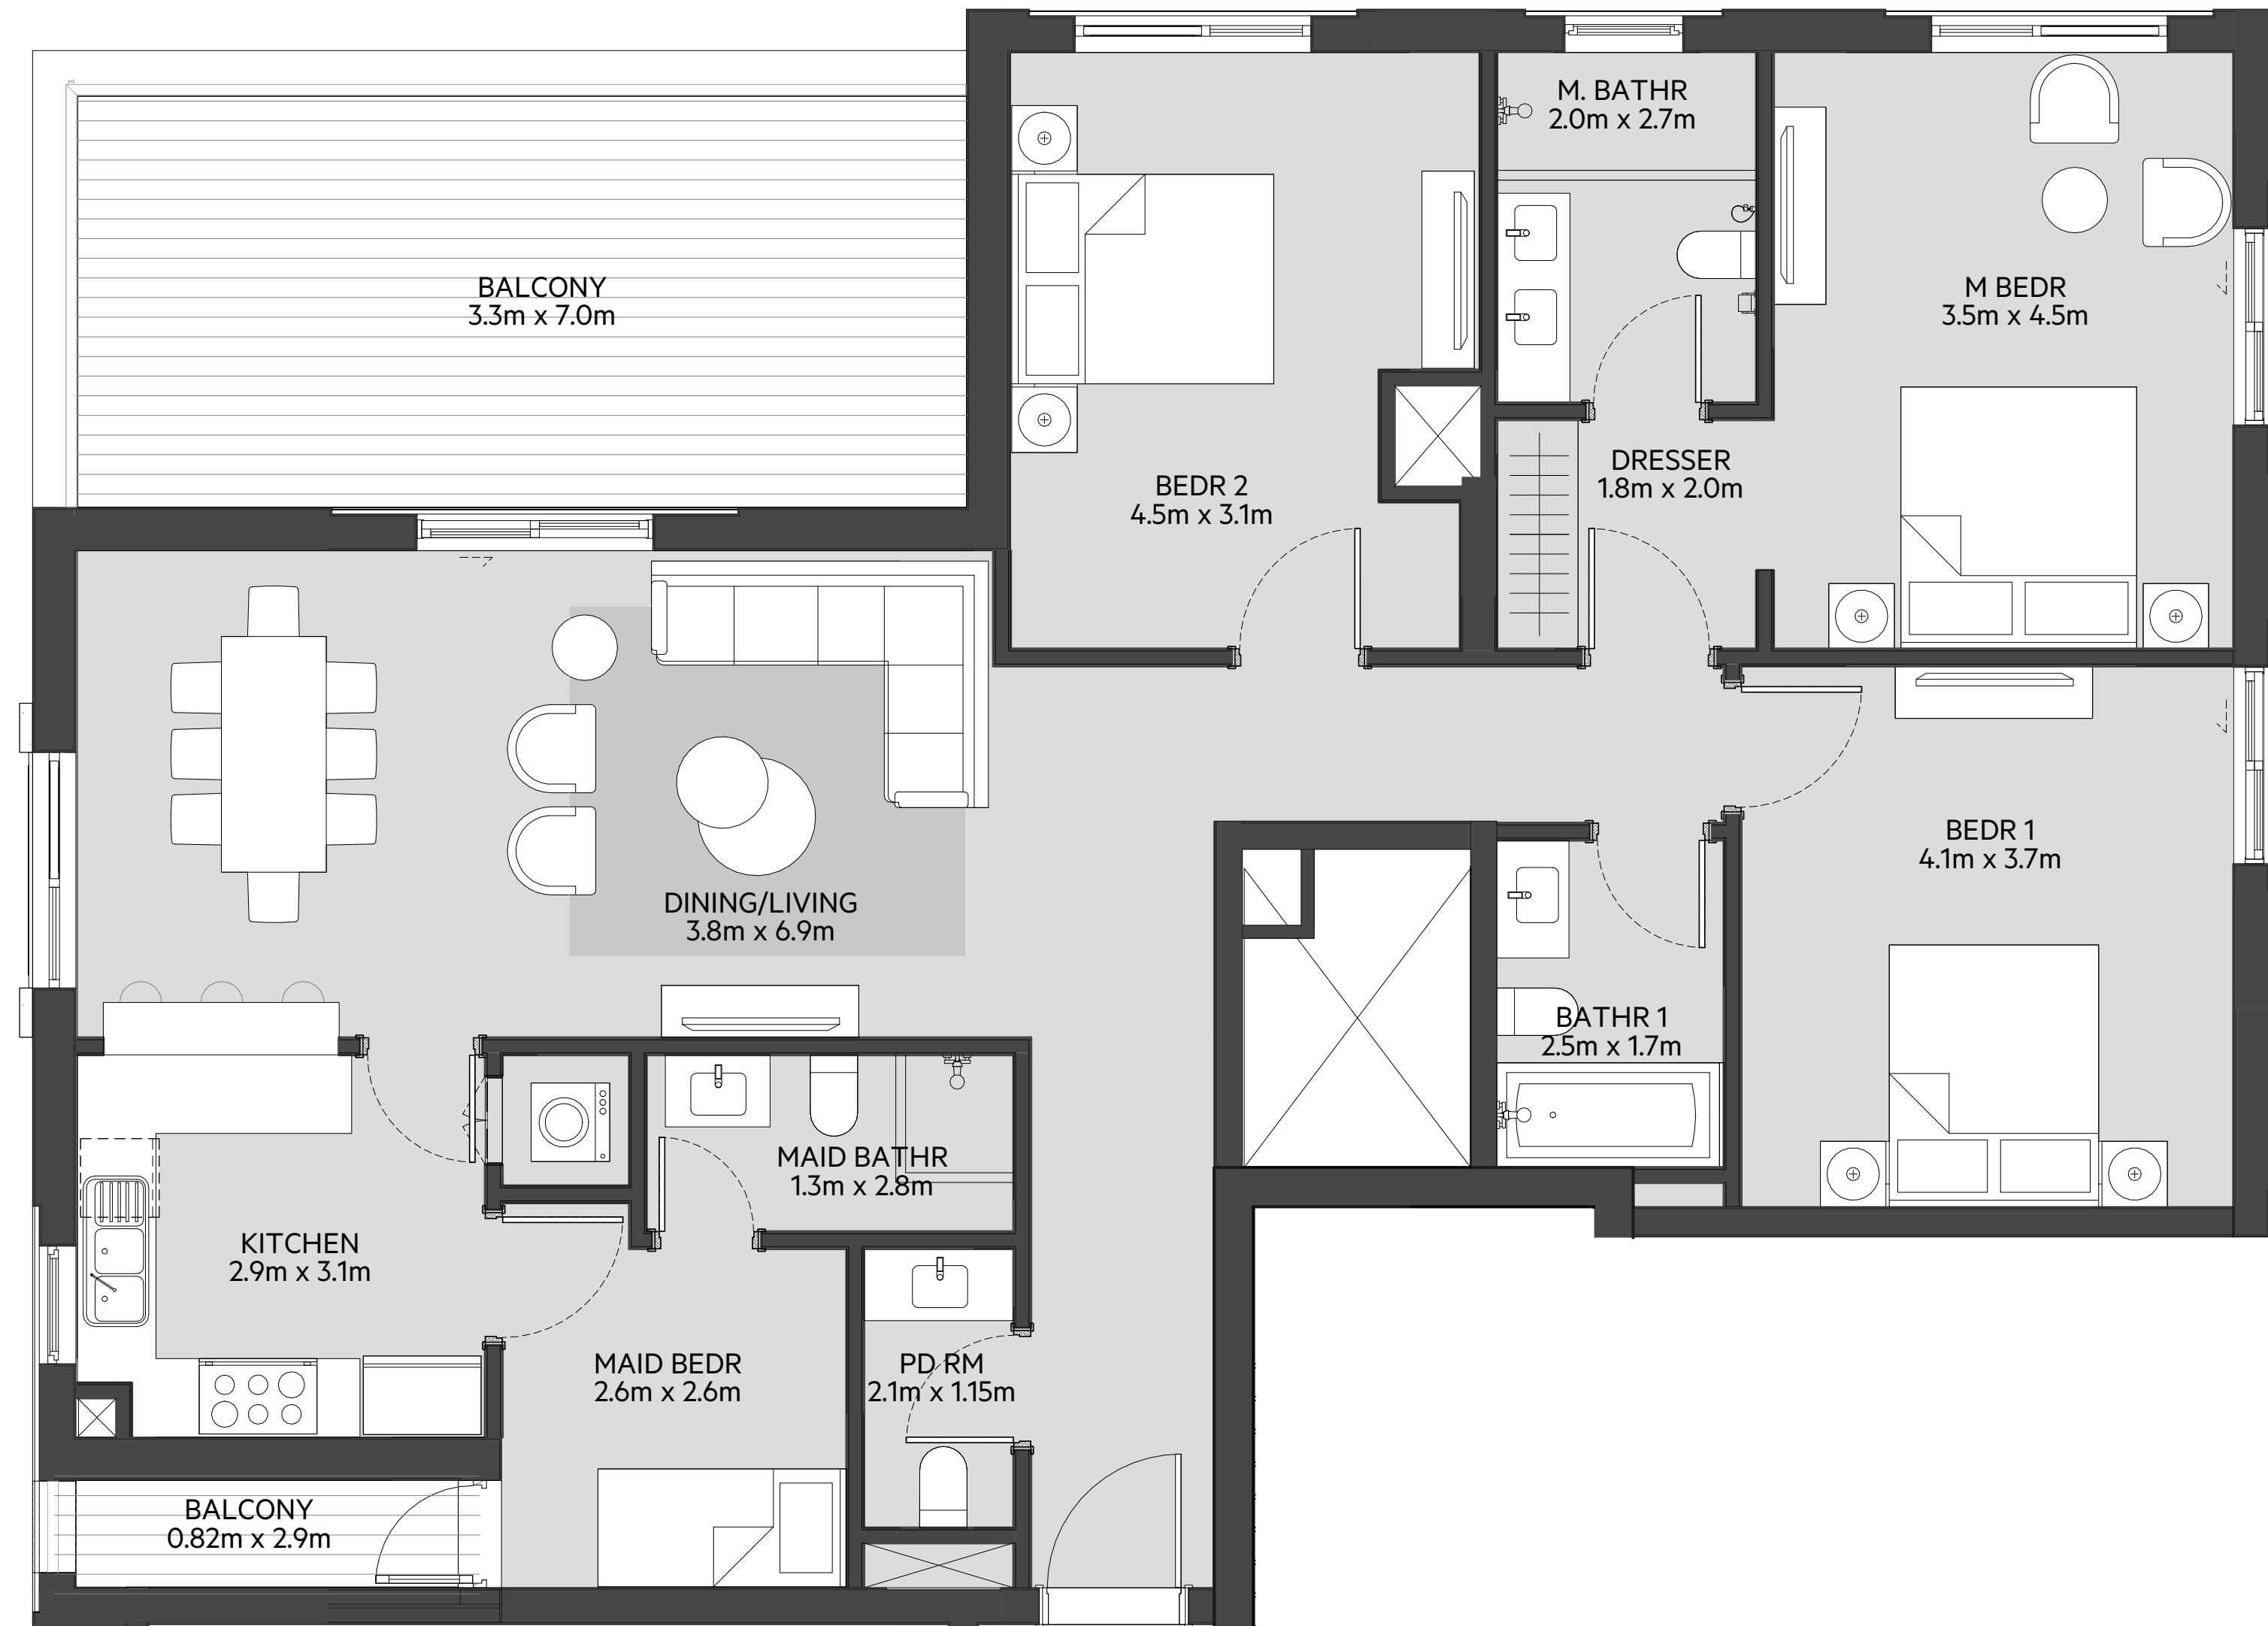 M. BATHR
2.0m x 2.7m
BALCONY
3.3m x 7.0m
M BEDR
3.5m x 4.5m
DRESSER
1.8m x 2.0m
BEDR 2
4.5m x 3.1m
BEDR 1
4.1m x 3.7m
DINING/LIVING
3.8m x 6.9m
BATHR 1
2.5m x 1.7m
MAID BATHR
1.3m x 2.8m
KITCHEN
2.9m x 3.1m
MAID BEDR
2.6m x 2.6m
PD RM
2.1m x 1.15m
BALCONY
0.82m x 2.9m